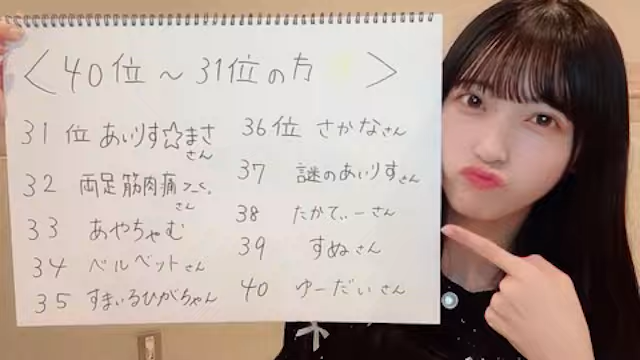 <40位~31位の方>
31 位 あいりす☆まささん
32 両足筋肉痛 さん
33 あやちゃむ
34 ベルベットさん
35 すまいるひがちゃん
36位 さかなさん
37 謎のあいりすさん
38 たかてぃーさん
39 すぬさん
40 ゆーだいさん